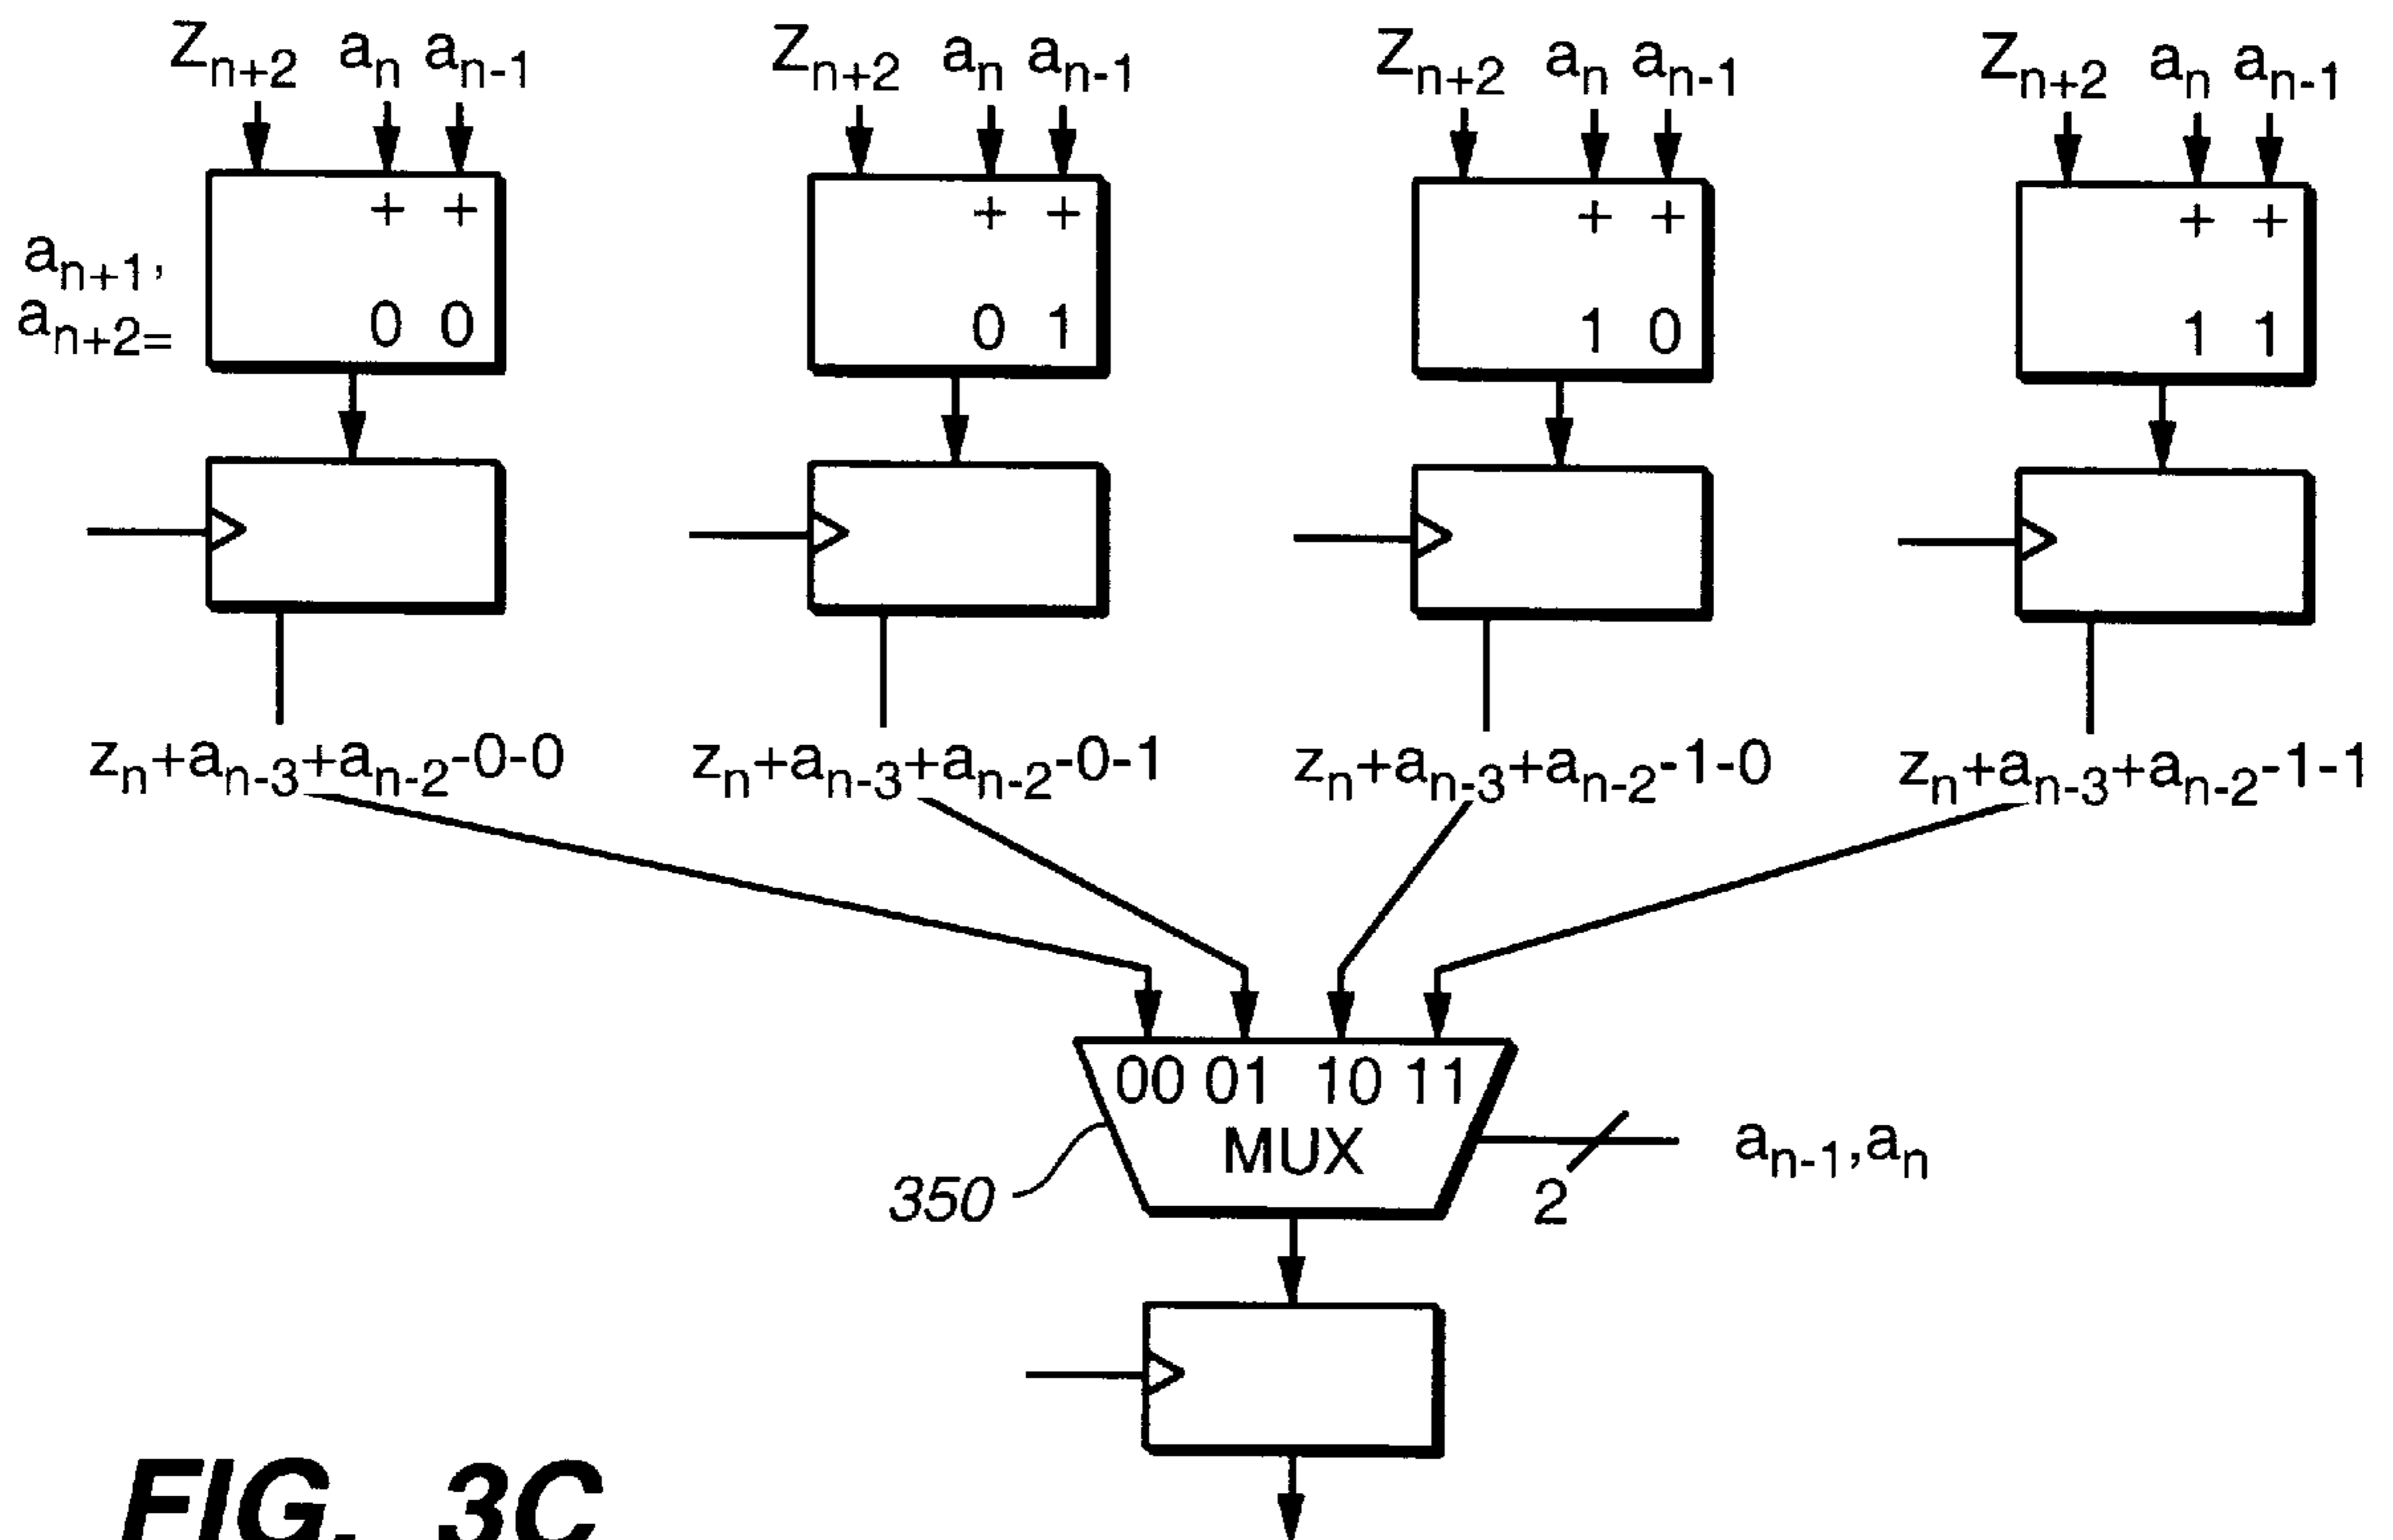 Zn+2 an an-1 Zn+2 an an-1 Zn+2 an an-1 Zn+2 an an-1
+ + + + + + + +
an+1,
an+2= 0 0 0 1 1 0 1 1
zn+an-3+an-2-0-0 zn+an-3+an-2-0-1 zn+an-3+an-2-1-0 zn+an-3+an-2-1-1
00 01 10 11
MUX an-1,an
350 2
FIG. 3C